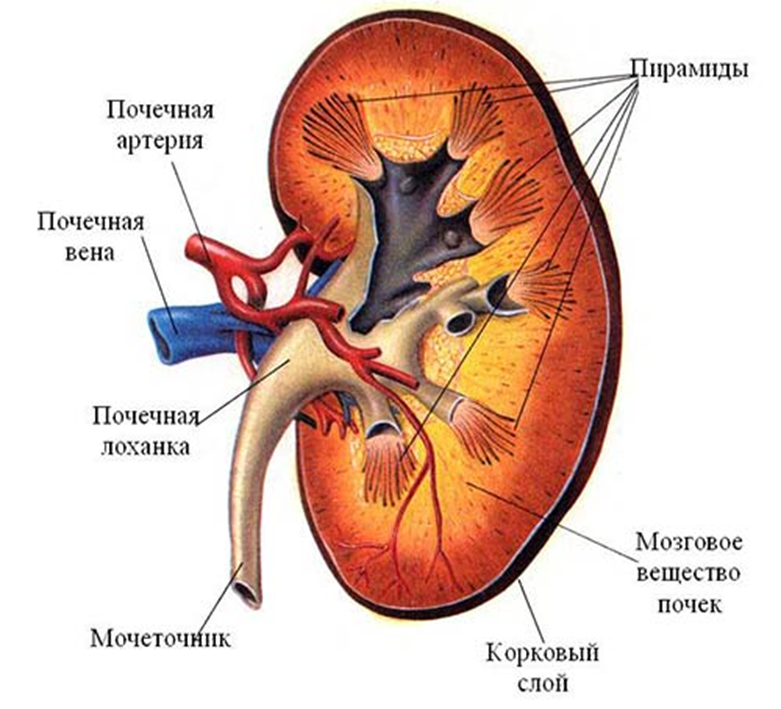 Пирамиды
Почечная
артерия
Почечная
вена
Почечная
лоханка
Мозговое
вещество
почек
Мочеточник
Корковый
слой